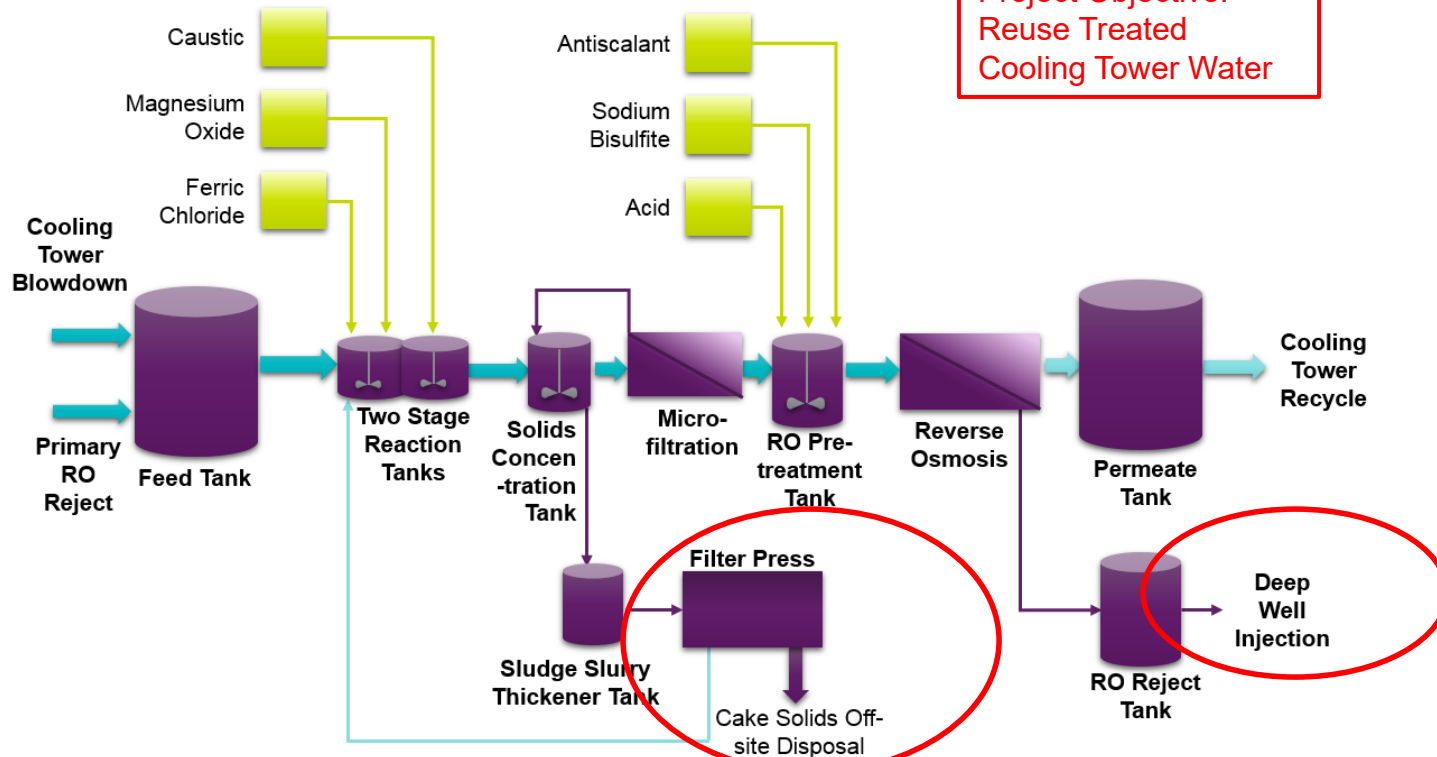 Project Objective:
Reuse Treated
Cooling Tower Water
Caustic
Magnesium
Oxide
Ferric
Chloride
Antiscalant
Sodium
Bisulfite
Acid
Cooling
Tower
Blowdown
Primary
RO
Reject
Feed Tank
Two Stage
Reaction
Tanks
Solids
Concen
-tration
Tank
Micro-
filtration
RO Pre-
treatment
Tank
Reverse
Osmosis
Permeate
Tank
Cooling
Tower
Recycle
Filter Press
Sludge Slurry
Thickener Tank
Cake Solids Off-
site Disposal
RO Reject
Tank
Deep
Well
Injection